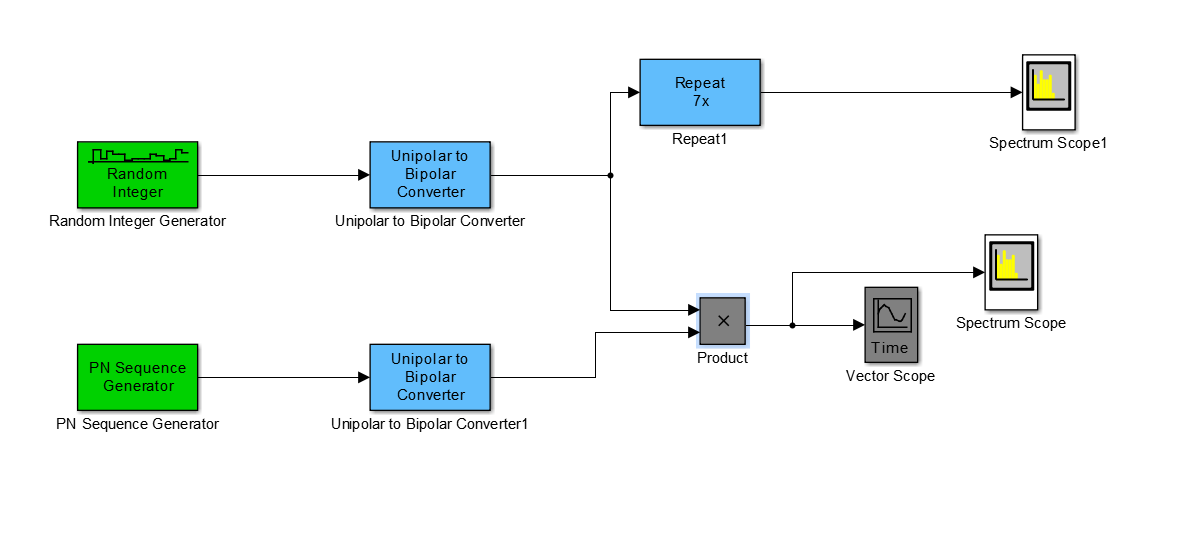 Repeat
7x
Repeat1
Spectrum Scope1
Random
Integer
Random Integer Generator
Unipolar to
Bipolar
Converter
Unipolar to Bipolar Converter
Spectrum Scope
×
Product
Time
Vector Scope
PN Sequence
Generator
PN Sequence Generator
Unipolar to
Bipolar
Converter
Unipolar to Bipolar Converter1